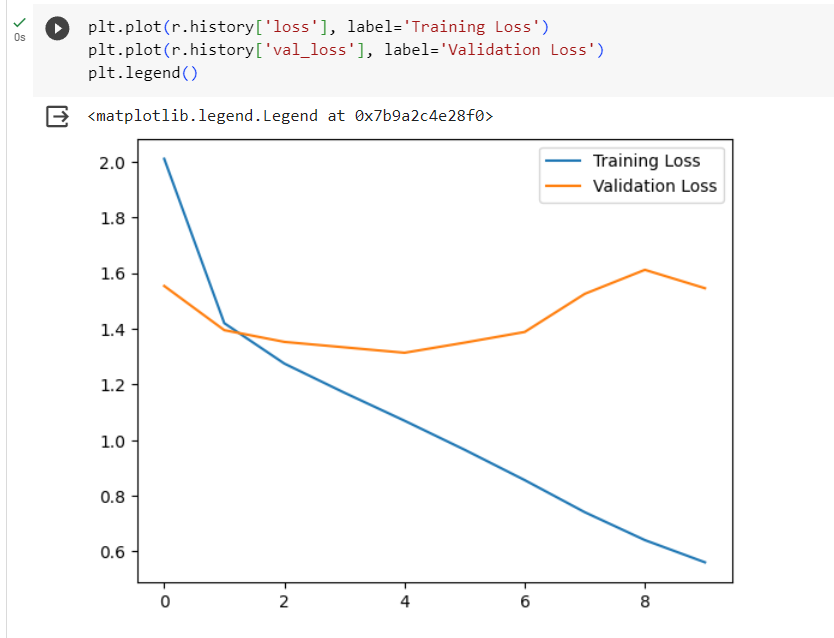 plt.plot(r.history['loss'], label='Training Loss')
plt.plot(r.history['val_loss'], label='Validation Loss')
plt.legend()
0s
<matplotlib.legend.Legend at 0x7b9a2c4e28f0>
Training Loss
Validation Loss
2.0
1.8
1.6
1.4
1.2
1.0
0.8
0.6
0 2 4 6 8